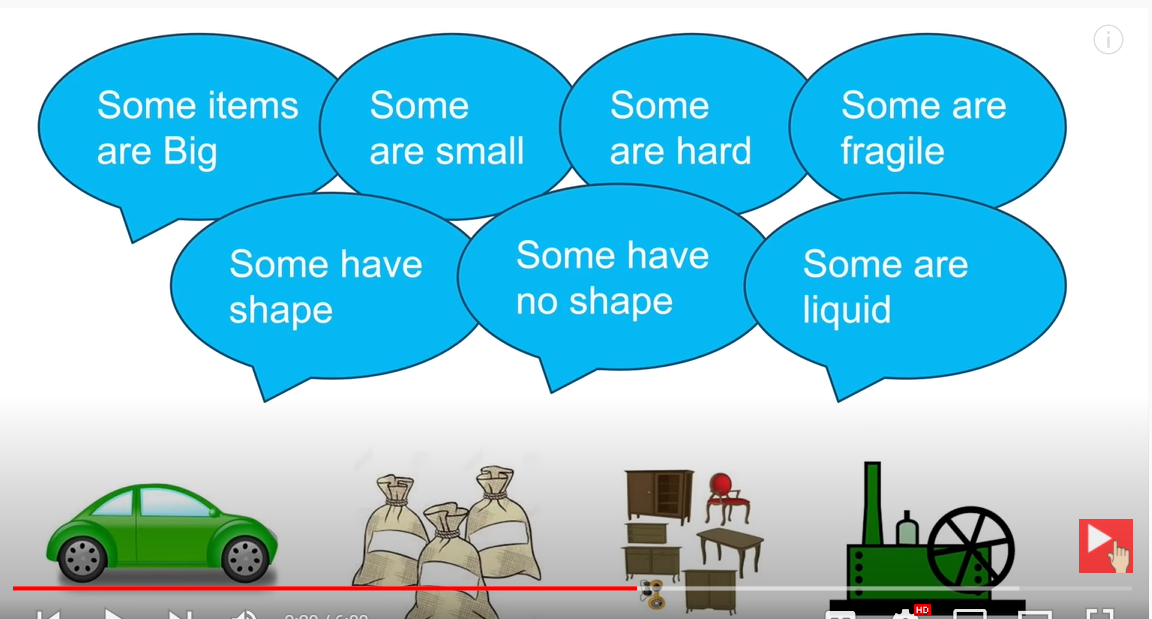 Some items
are Big
Some
are small
Some
are hard
Some are
fragile
Some have
shape
Some have
no shape
Some are
liquid
HD